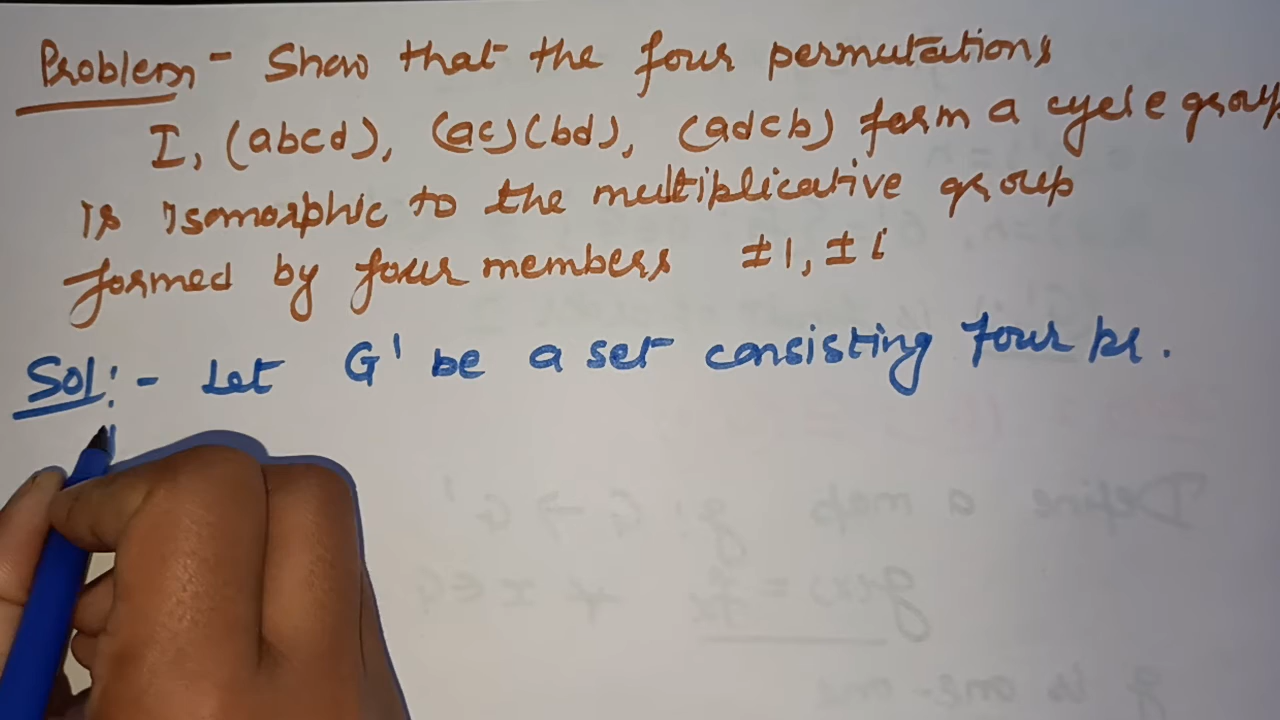 Problem - Show that the four permutations
I, (abcd), (ac)(bd), (adcb) form a cycle group
is isomorphic to the multiplicative group
formed by four members ±1, ±i
Sol:- Let G' be a set consisting four